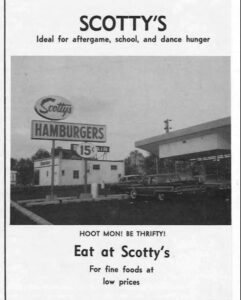 SCOTTY'S
Ideal for aftergame, school, and dance hunger
Scotty's
HAMBURGERS
15¢
HOOT MON! BE THRIFTY!
Eat at Scotty's
For fine foods at
low prices